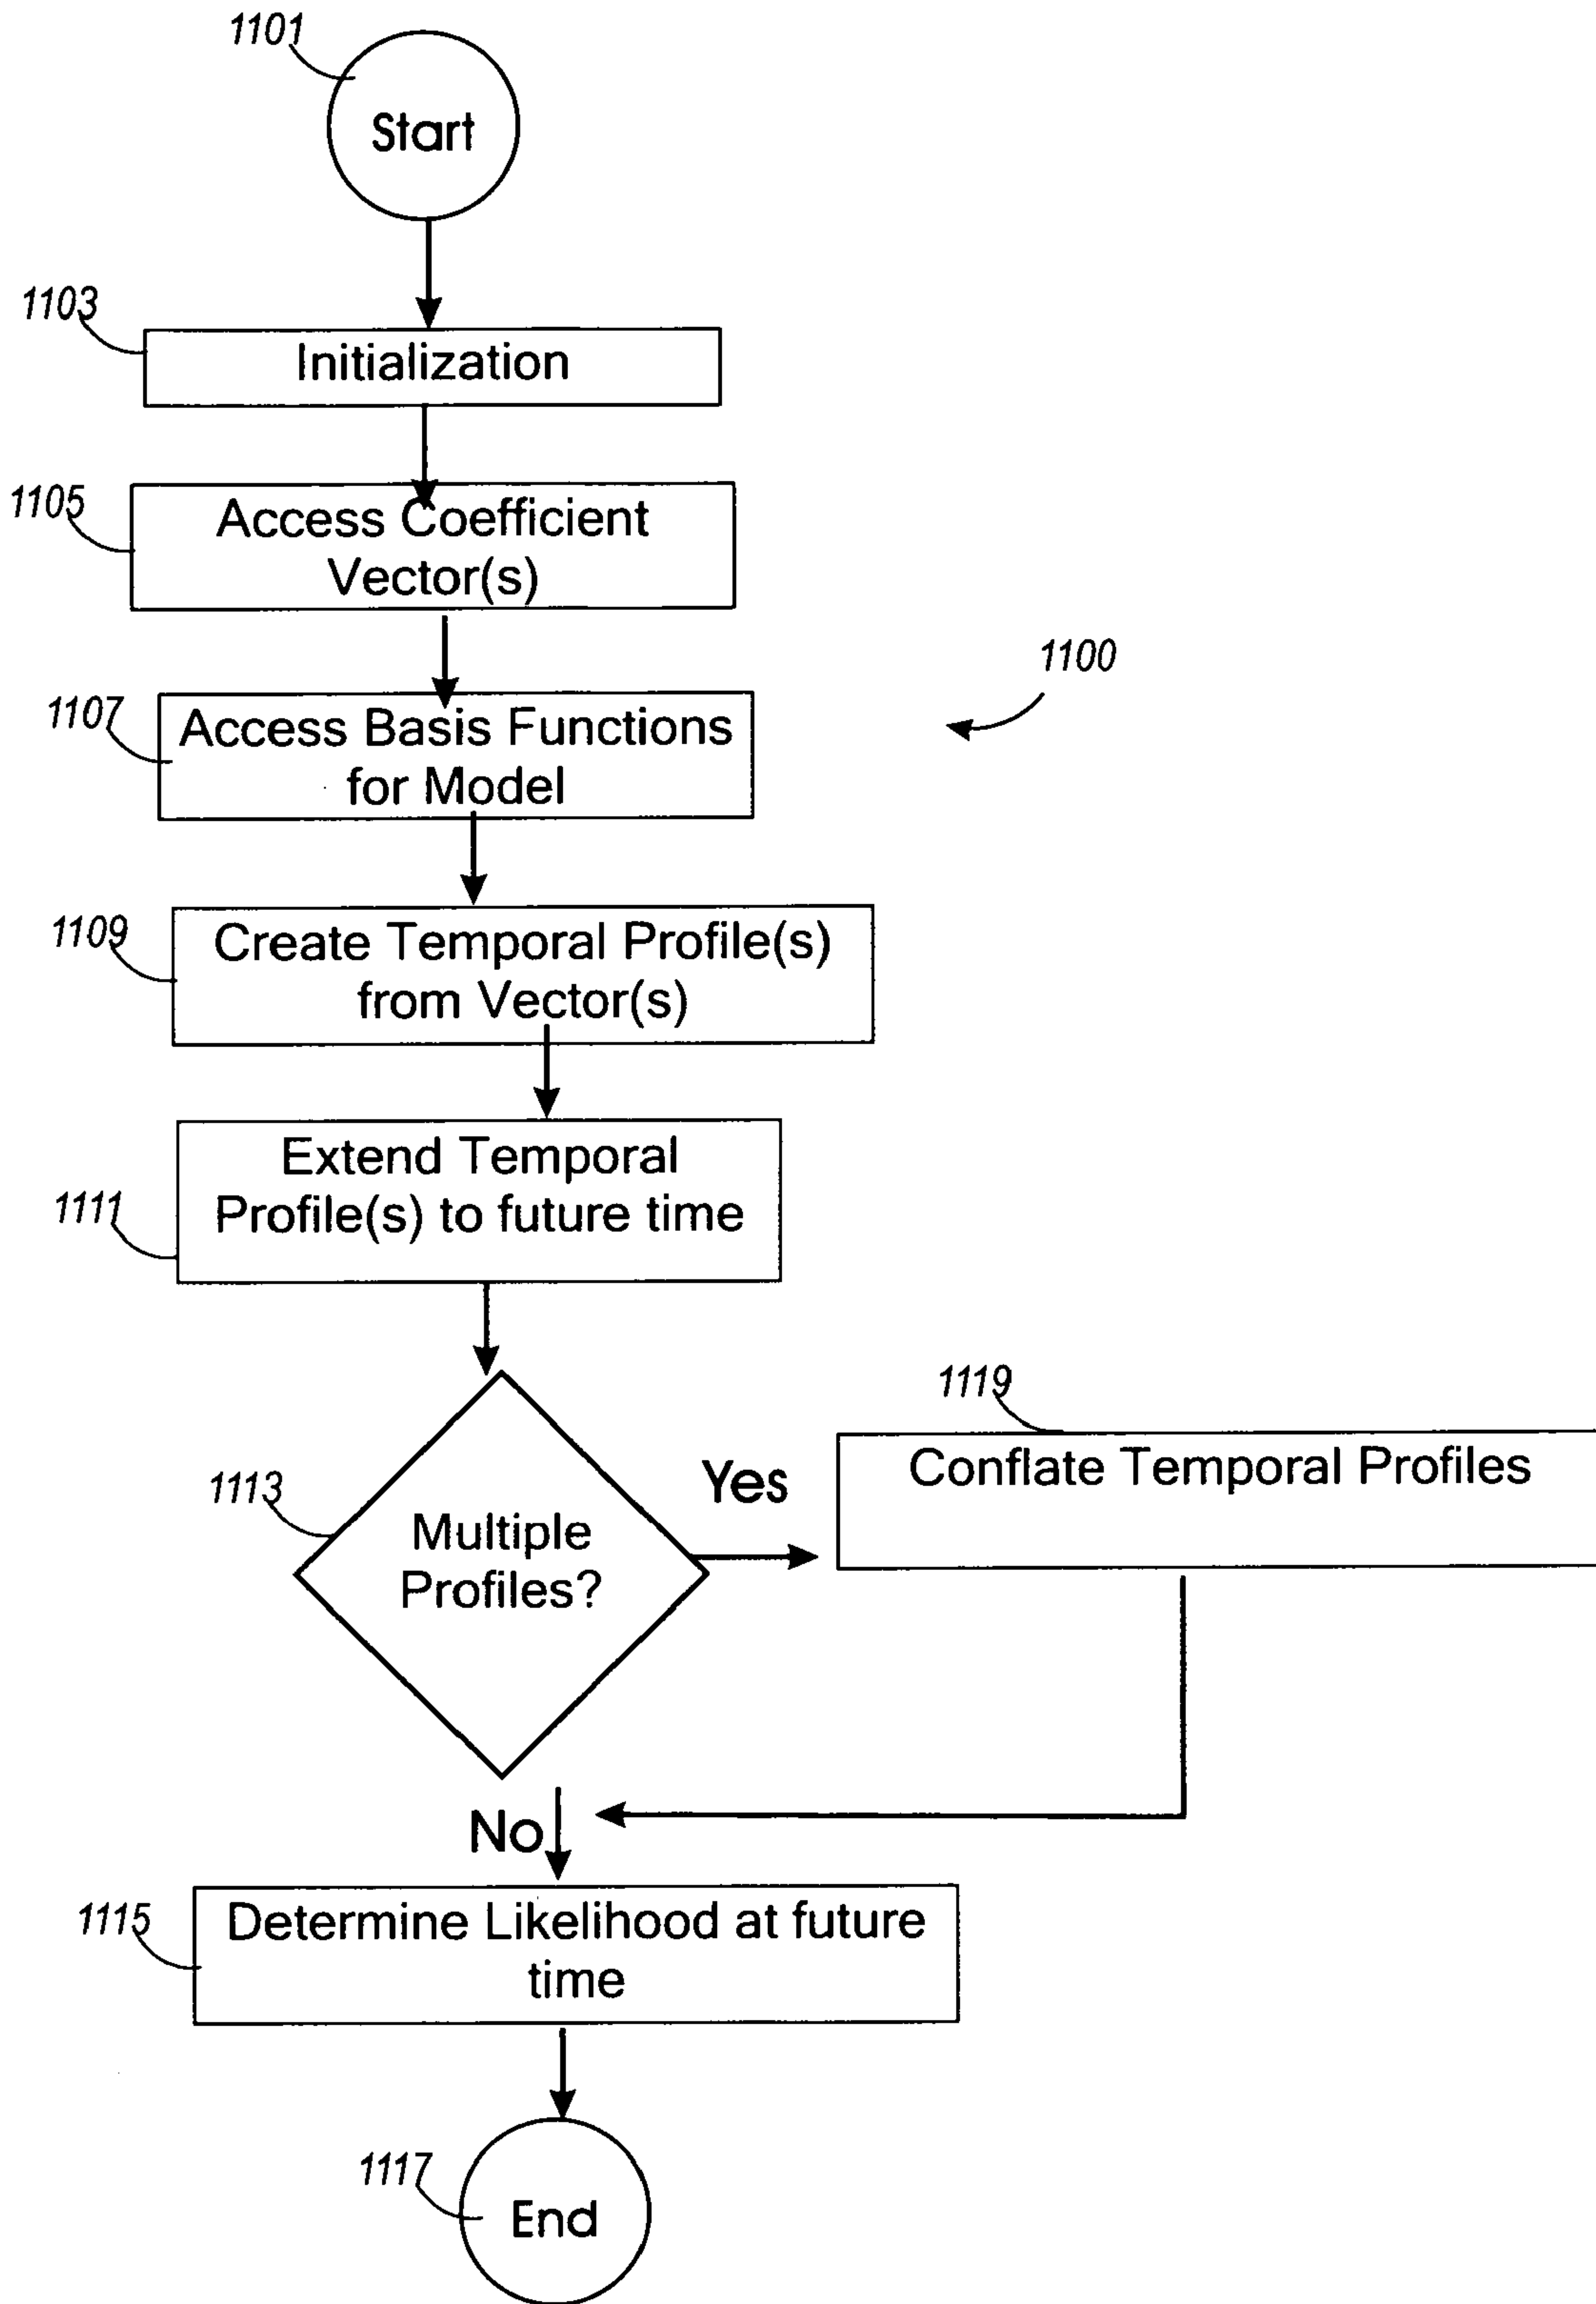 1101
Start
1103
Initialization
1105
Access Coefficient
Vector(s)
1100
1107
Access Basis Functions
for Model
1109
Create Temporal Profile(s)
from Vector(s)
1111
Extend Temporal
Profile(s) to future time
1113
Multiple
Profiles?
Yes
1119
Conflate Temporal Profiles
No
1115
Determine Likelihood at future
time
1117
End